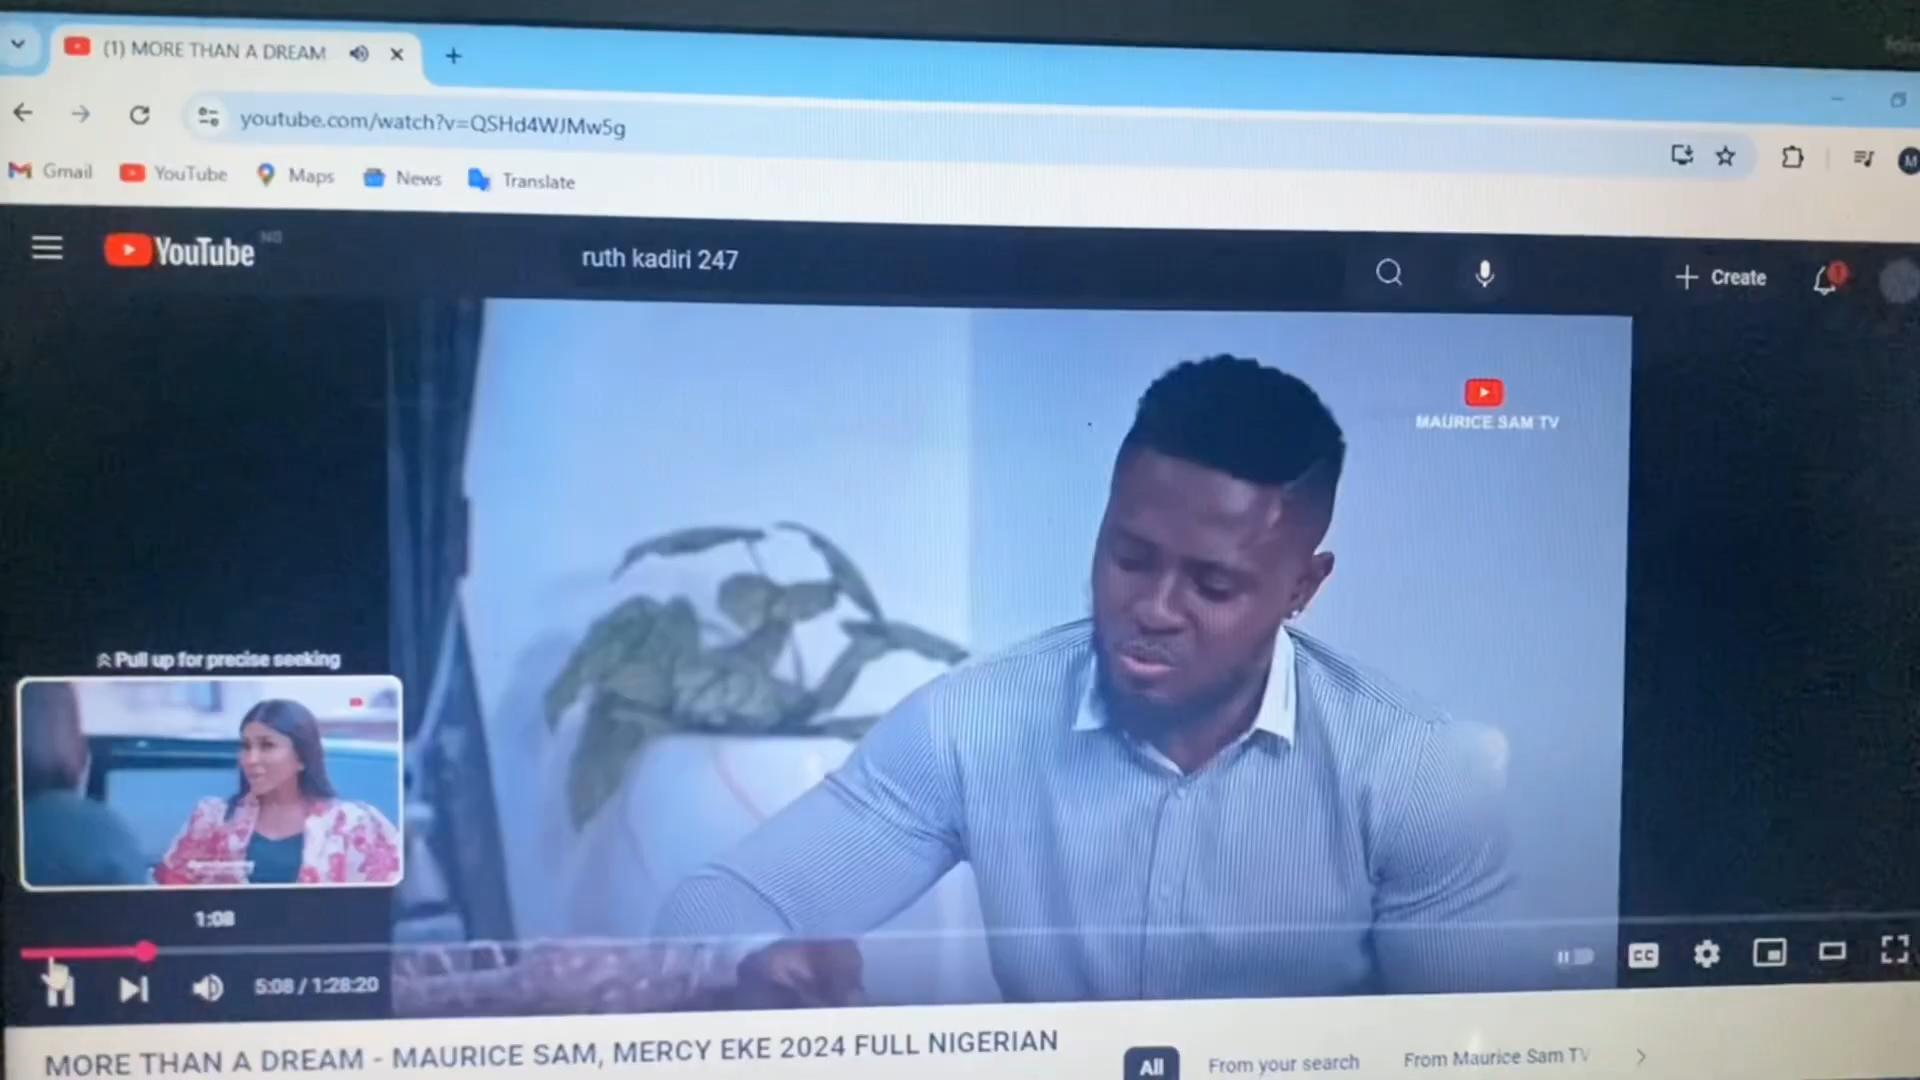 (1) MORE THAN A DREAM
youtube.com/watch?v=QSHd4WJMw5g
Gmail
YouTube
Maps
News
Translate
YouTube NG
ruth kadiri 247
Create
MAURICE SAM TV
Pull up for precise seeking
1:08
5:08 / 1:28:20
CC
MORE THAN A DREAM - MAURICE SAM, MERCY EKE 2024 FULL NIGERIAN
All
From your search
From Maurice Sam TV